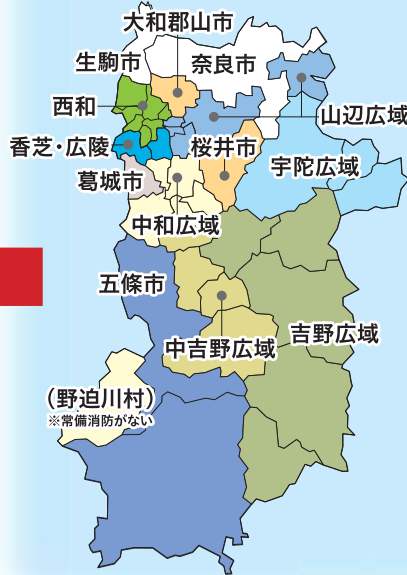 大和郡山市
生駒市
奈良市
西和
山辺広域
香芝・広陵
桜井市
宇陀広域
葛城市
中和広域
五條市
吉野広域
中吉野広域
（野迫川村）
※常備消防がない